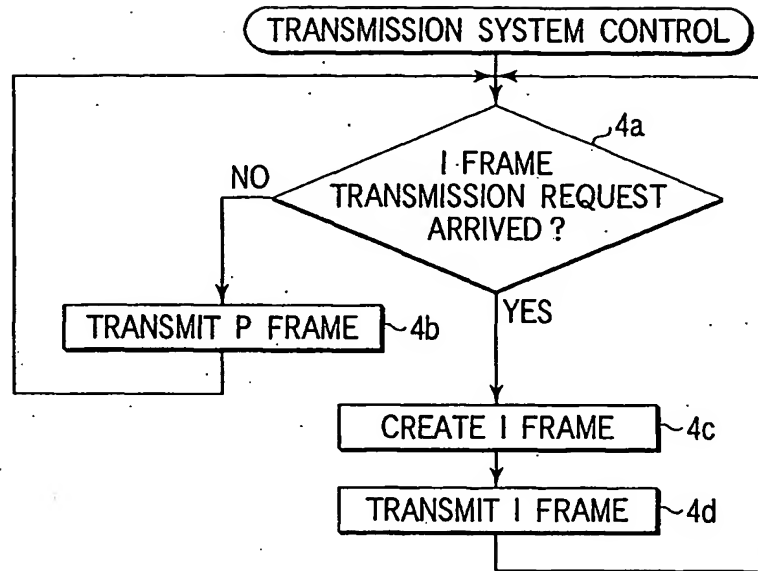 TRANSMISSION SYSTEM CONTROL
4a
I FRAME
TRANSMISSION REQUEST
ARRIVED?
NO
YES
TRANSMIT P FRAME
4b
CREATE I FRAME
4c
TRANSMIT I FRAME
4d